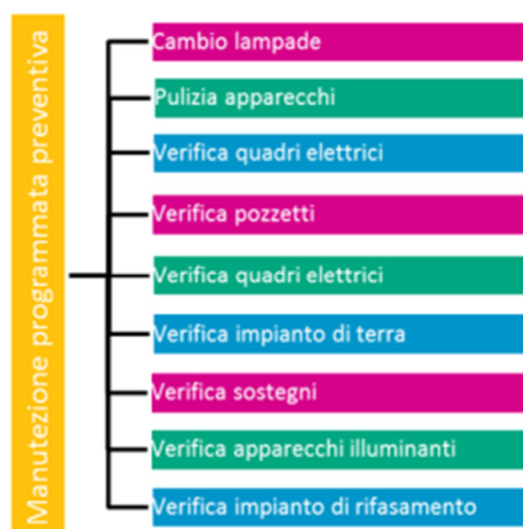 Manutezione programmata preventiva
Cambio lampade
Pulizia apparecchi
Verifica quadri elettrici
Verifica pozzetti
Verifica quadri elettrici
Verifica impianto di terra
Verifica sostegni
Verifica apparecchi illuminanti
Verifica impianto di rifasamento